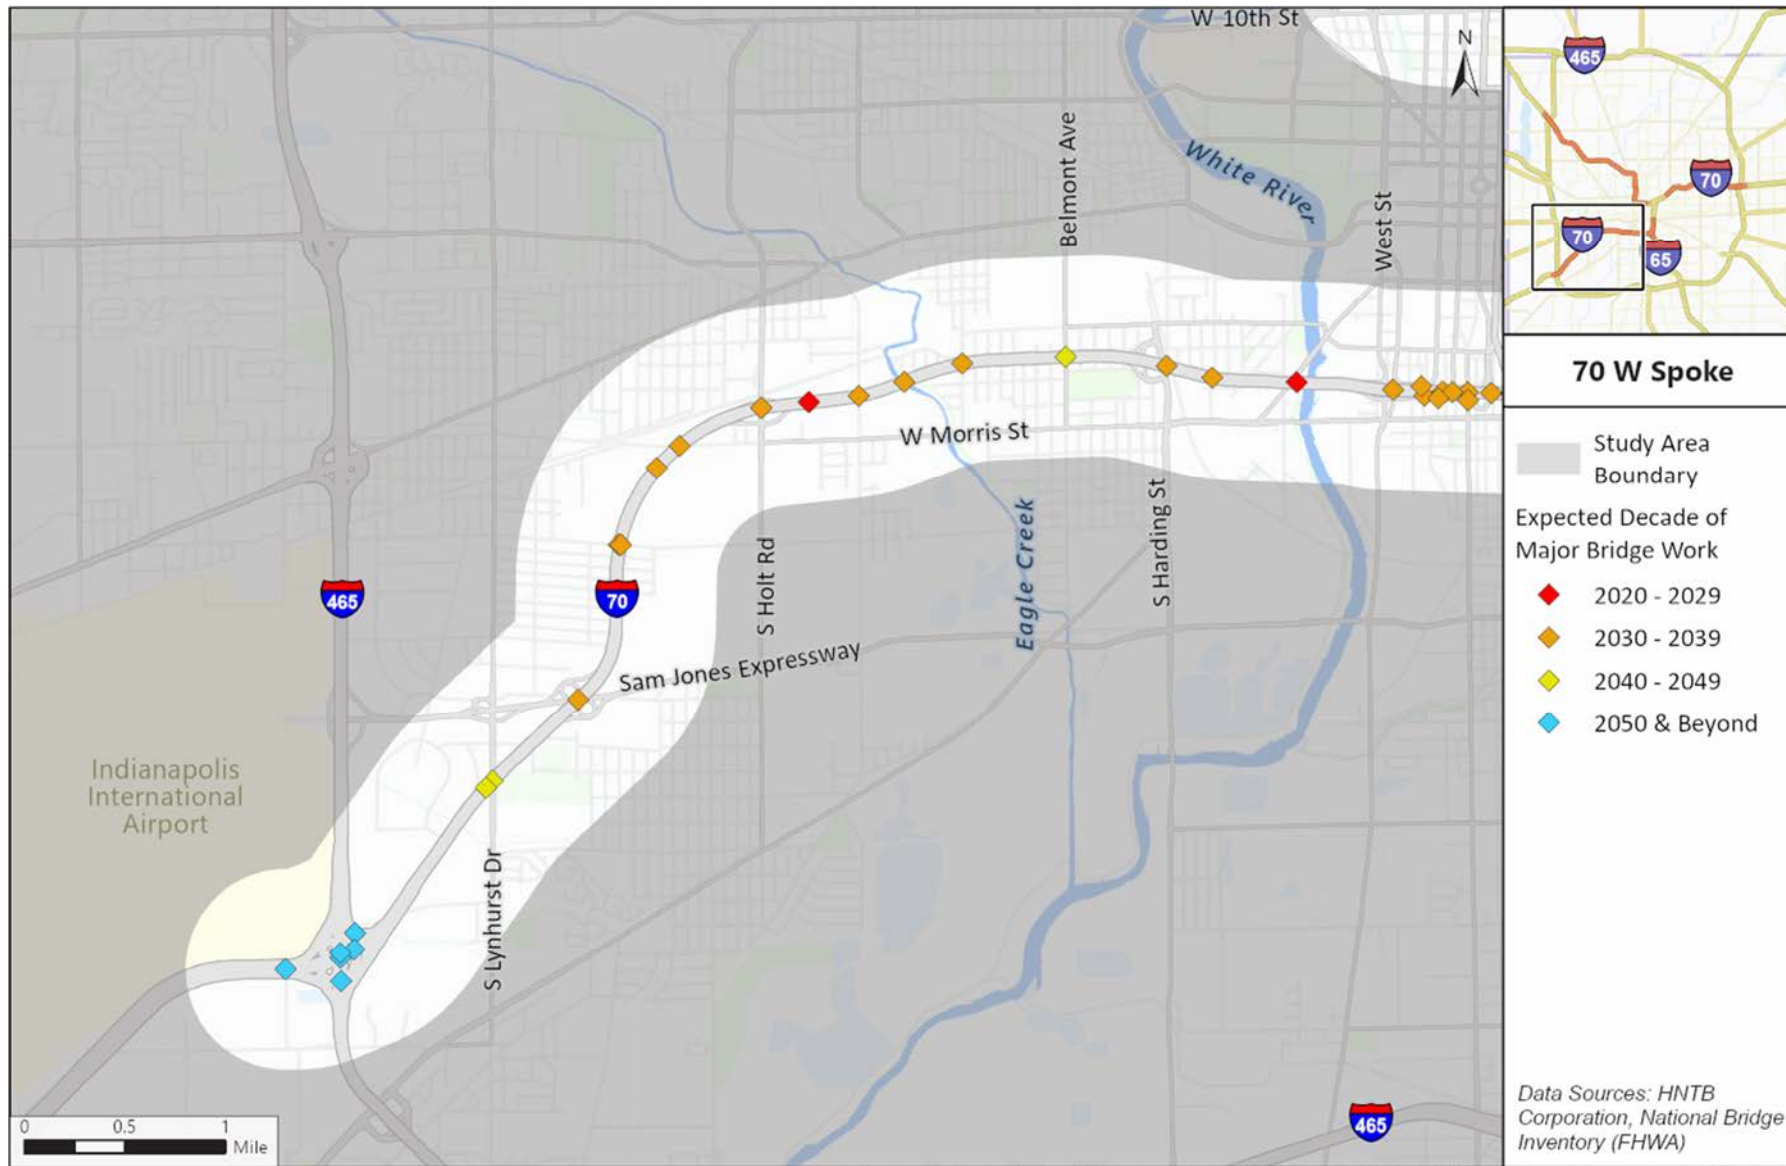 W 10th St
N
Belmont Ave
White River
West St
W Morris St
S Harding St
Eagle Creek
S Holt Rd
465
70
Sam Jones Expressway
Indianapolis
International
Airport
S Lynhurst Dr
465
0 0.5 1
Mile
465
70
70
65
70 W Spoke
Study Area
Boundary
Expected Decade of
Major Bridge Work
2020 - 2029
2030 - 2039
2040 - 2049
2050 & Beyond
Data Sources: HNTB
Corporation, National Bridge
Inventory (FHWA)